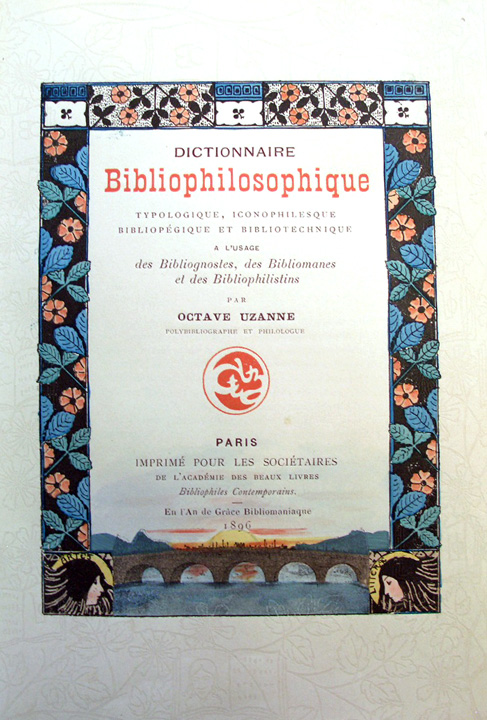 DICTIONNAIRE
Bibliophilosophique
TYPOLOGIQUE, ICONOPHILESQUE
BIBLIOPÉGIQUE ET BIBLIOTECHNIQUE
A L'USAGE
des Bibliognostes, des Bibliomanes
et des Bibliophilistins
PAR
OCTAVE UZANNE
POLYBIBLIOGRAPHE ET PHILOLOGUE
PARIS
IMPRIMÉ POUR LES SOCIÉTAIRES
DE L'ACADÉMIE DES BEAUX LIVRES
Bibliophiles Contemporains.
En l'An de Grâce Bibliomaniaque
1896
ARTES